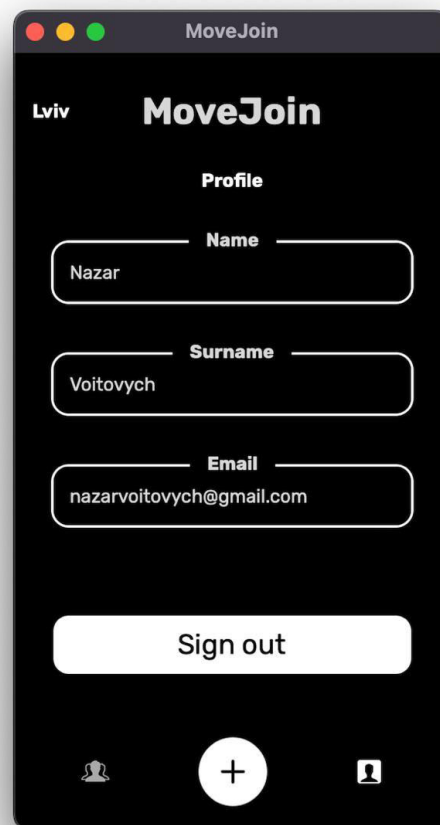 MoveJoin
Lviv
MoveJoin
Profile
Name
Nazar
Surname
Voitovych
Email
nazarvoitovych@gmail.com
Sign out